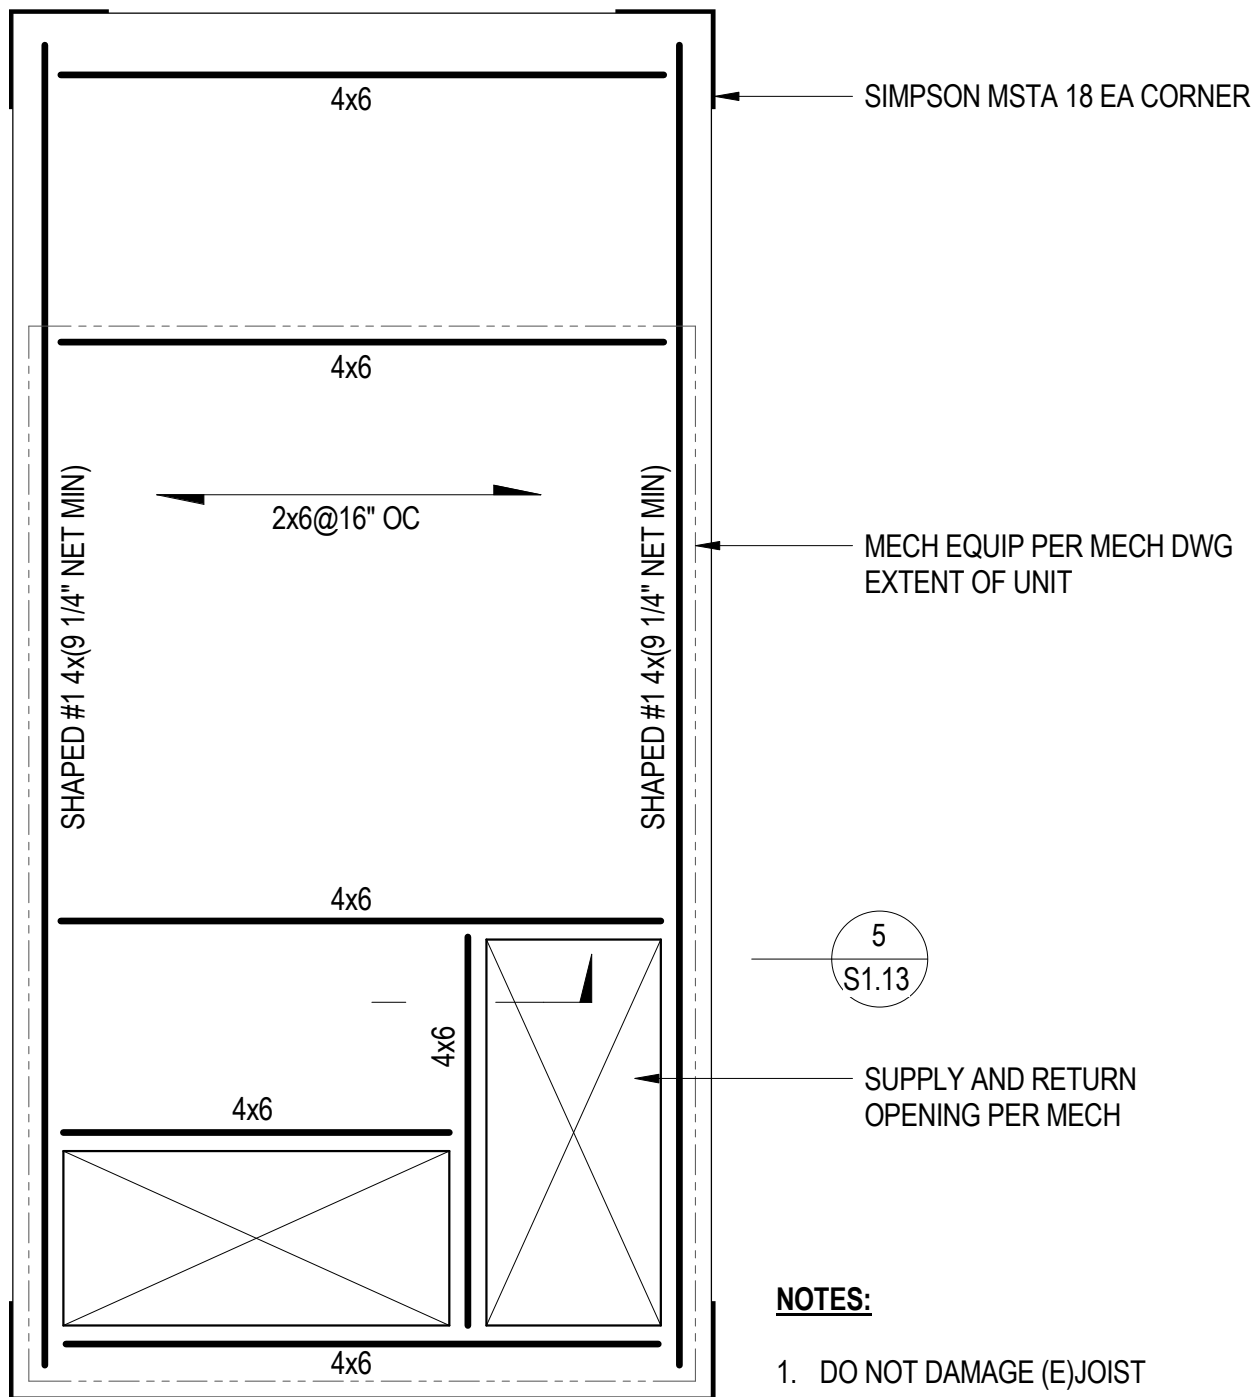 4x6
SIMPSON MSTA 18 EA CORNER
4x6
2x6@16" OC
SHAPED #1 4x(9 1/4" NET MIN)
SHAPED #1 4x(9 1/4" NET MIN)
MECH EQUIP PER MECH DWG
EXTENT OF UNIT
4x6
5
S1.13
4x6
SUPPLY AND RETURN
OPENING PER MECH
4x6
NOTES:
4x6
1. DO NOT DAMAGE (E)JOIST